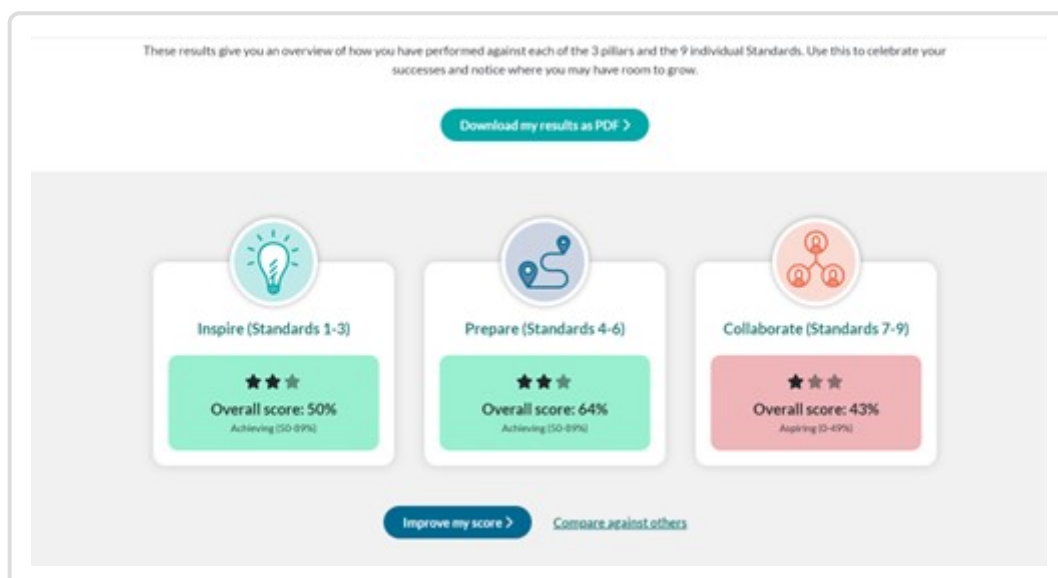 These results give you an overview of how you have performed against each of the 3 pillars and the 9 individual Standards. Use this to celebrate your
successes and notice where you may have room to grow.
Download my results as PDF >
Inspire (Standards 1-3)
Overall score: 50%
Achieving (50-89%)
Prepare (Standards 4-6)
Overall score: 64%
Achieving (50-89%)
Collaborate (Standards 7-9)
Overall score: 43%
Aspiring (0-49%)
Improve my score >
Compare against others